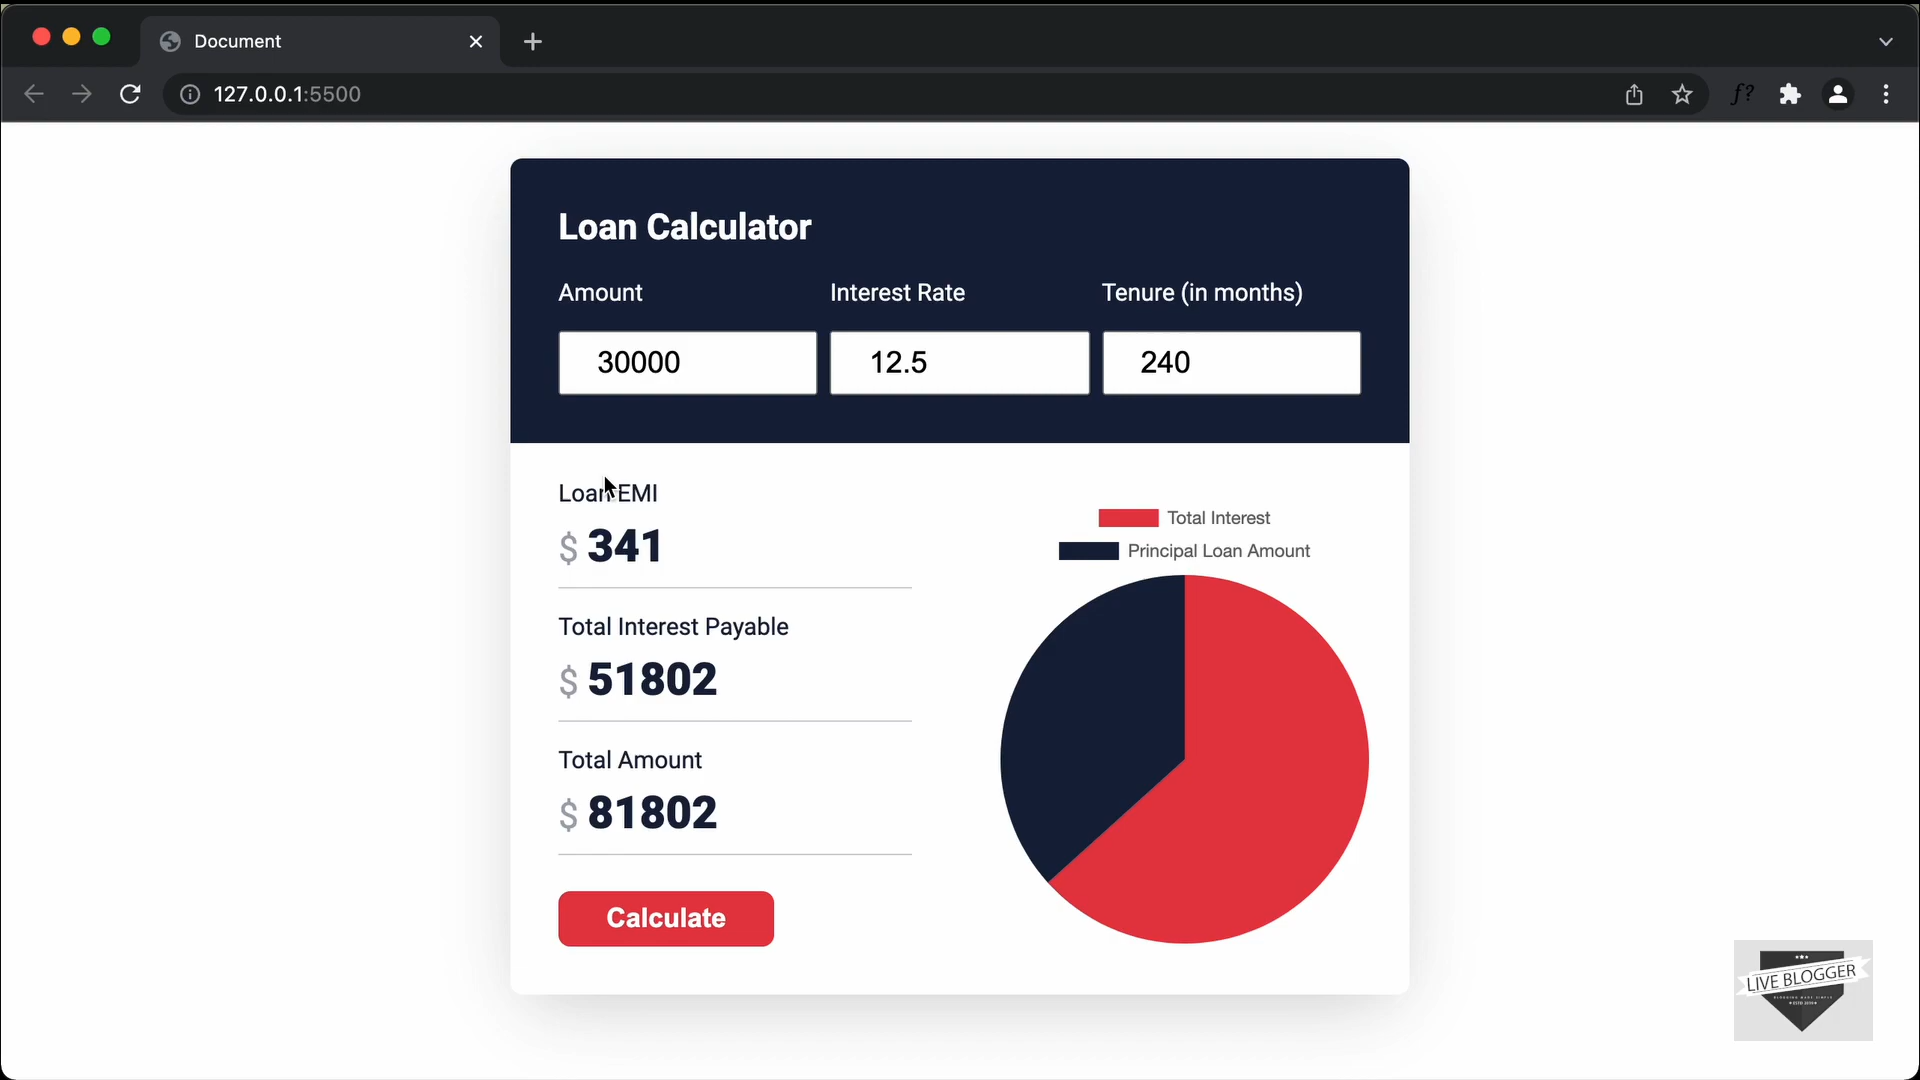 Document
127.0.0.1:5500
f?
Loan Calculator
Amount Interest Rate Tenure (in months)
30000 12.5 240
Loan EMI
$ 341
Total Interest Payable
$ 51802
Total Amount
$ 81802
Calculate
Total Interest
Principal Loan Amount
LIVE BLOGGER